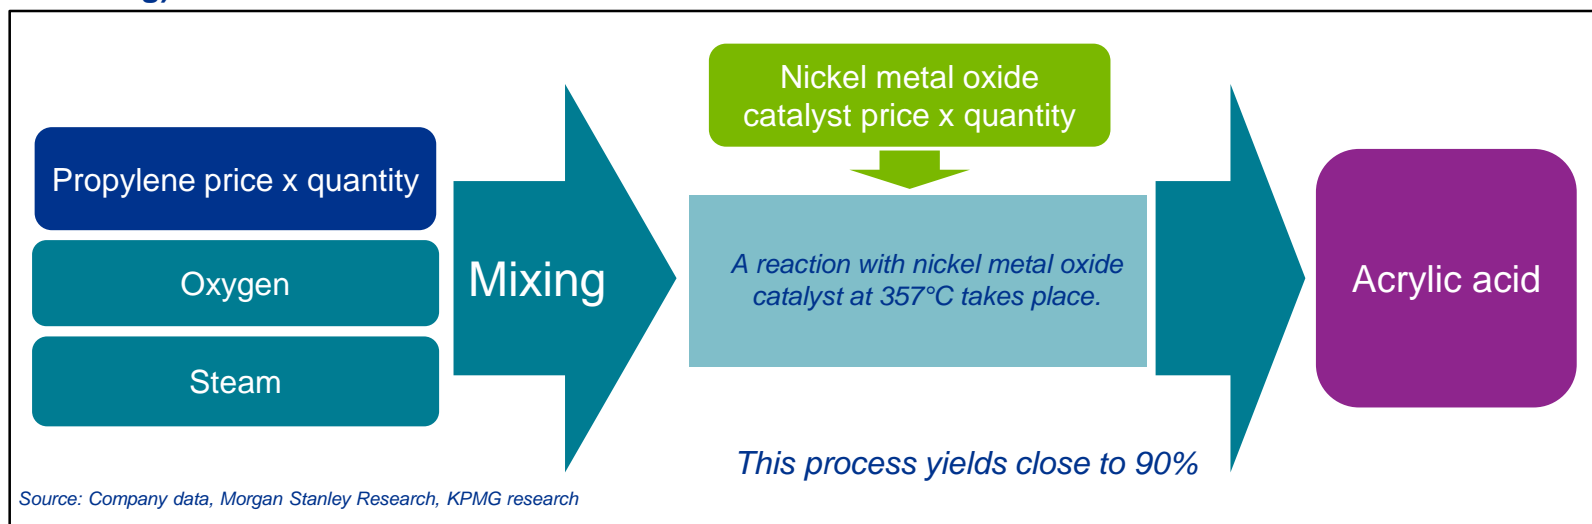 Propylene price x quantity
Oxygen
Steam
Mixing
Nickel metal oxide
catalyst price x quantity
A reaction with nickel metal oxide
catalyst at 357°C takes place.
This process yields close to 90%
Acrylic acid
Source: Company data, Morgan Stanley Research, KPMG research